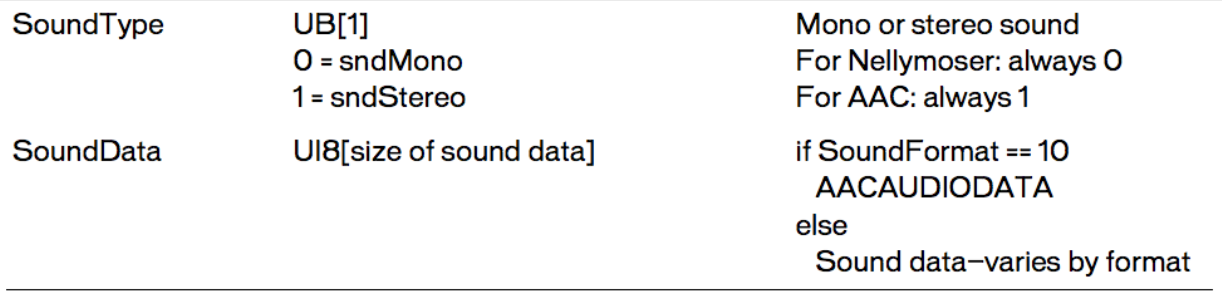 SoundType UB[1] Mono or stereo sound
0 = sndMono For Nellymoser: always 0
1 = sndStereo For AAC: always 1
SoundData UI8[size of sound data] if SoundFormat == 10
AACAUDIODATA
else
Sound data–varies by format